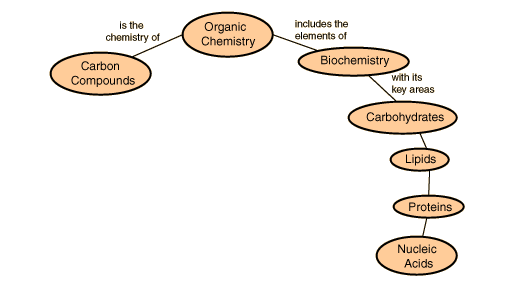 is the
chemistry of
Organic
Chemistry
includes the
elements of
Carbon
Compounds
Biochemistry
with its
key areas
Carbohydrates
Lipids
Proteins
Nucleic
Acids